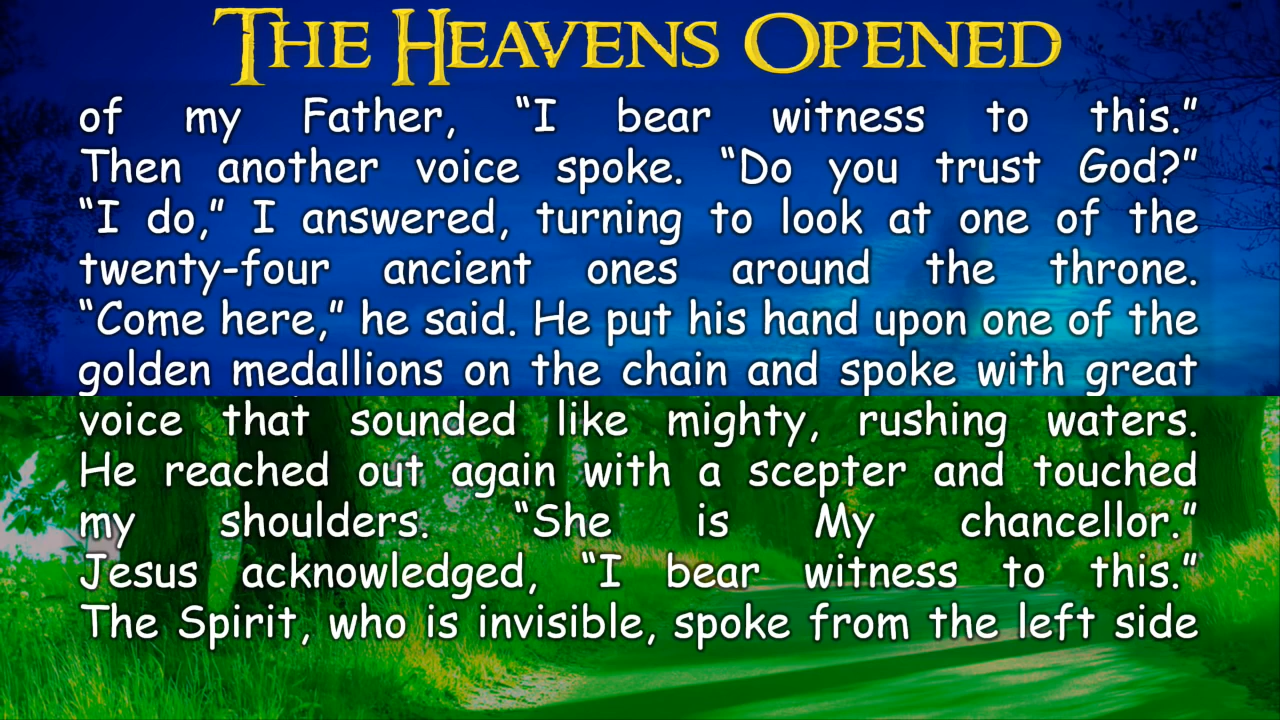 THE HEAVENS OPENED
of my Father, “I bear witness to this.”
Then another voice spoke. “Do you trust God?”
“I do,” I answered, turning to look at one of the
twenty-four ancient ones around the throne.
“Come here,” he said. He put his hand upon one of the
golden medallions on the chain and spoke with great
voice that sounded like mighty, rushing waters.
He reached out again with a scepter and touched
my shoulders. “She is My chancellor.”
Jesus acknowledged, “I bear witness to this.”
The Spirit, who is invisible, spoke from the left side